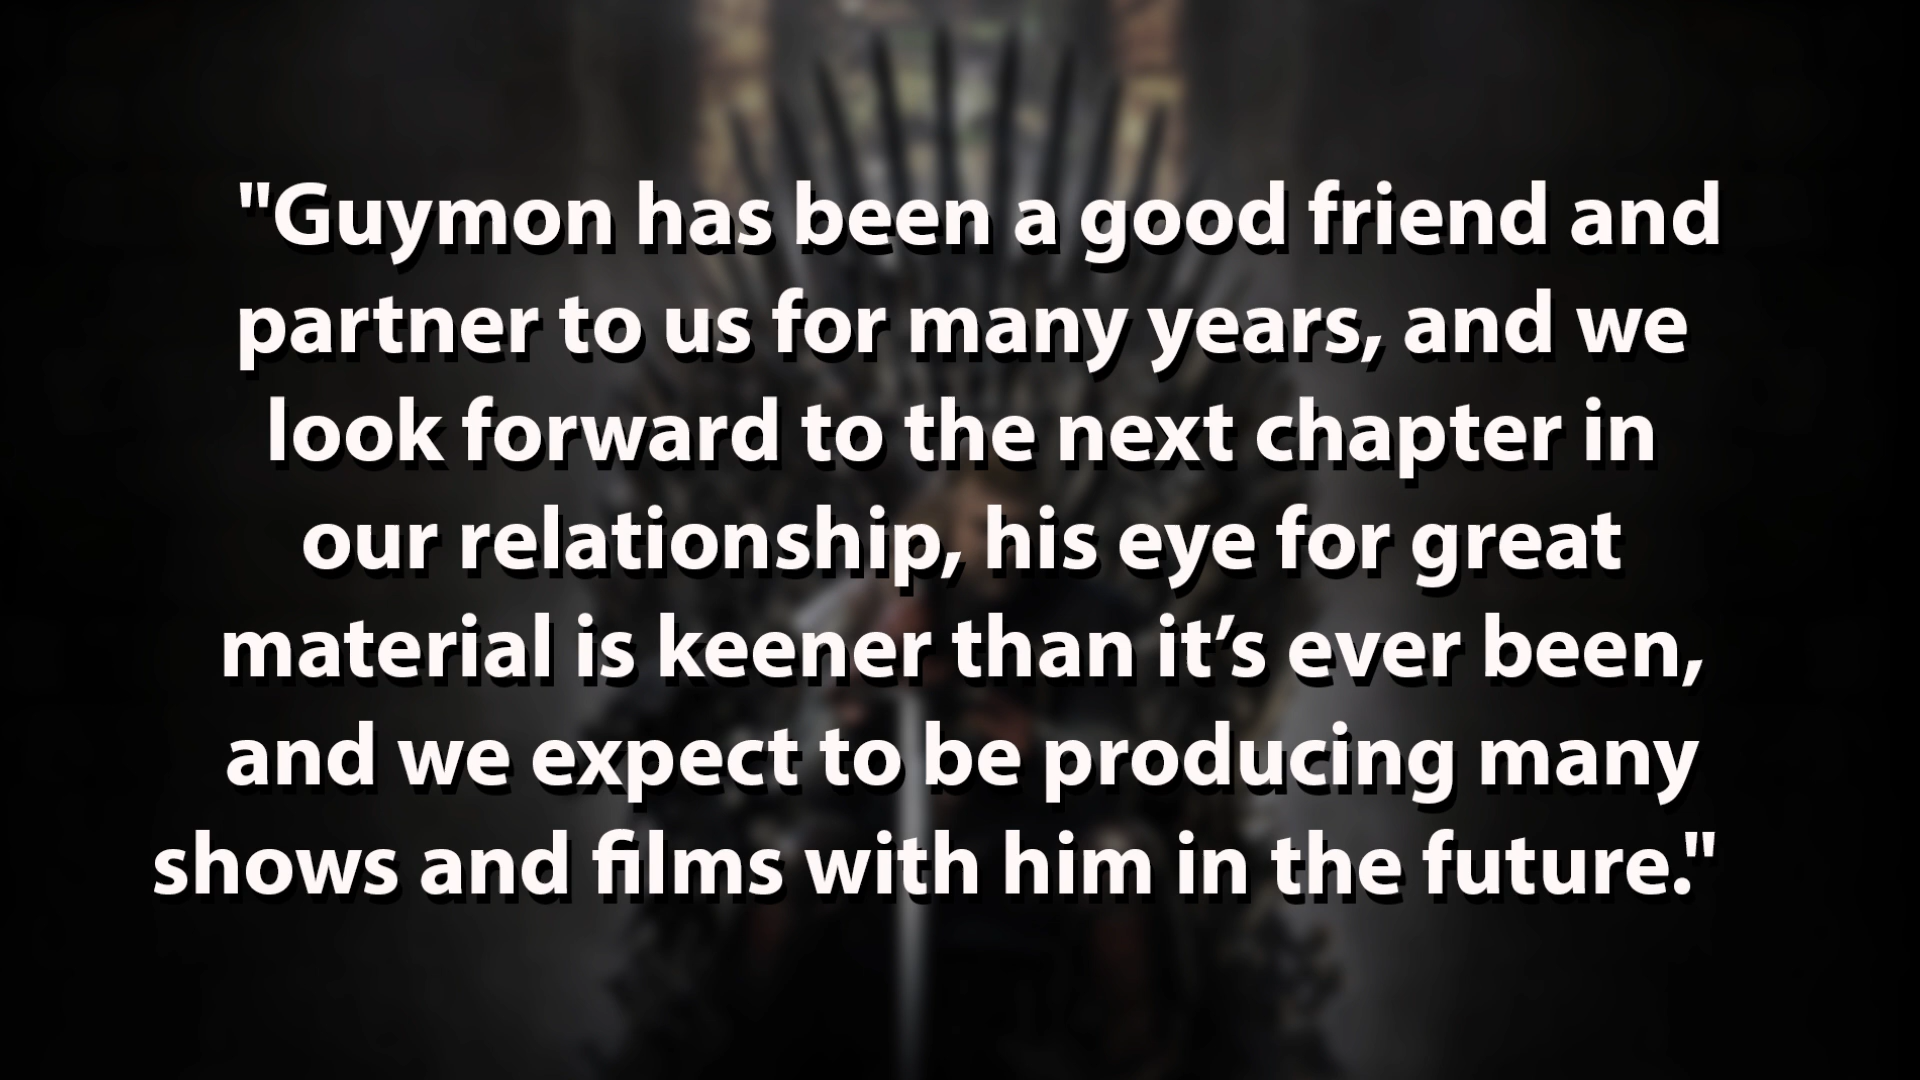 "Guymon has been a good friend and
partner to us for many years, and we
look forward to the next chapter in
our relationship, his eye for great
material is keener than it’s ever been,
and we expect to be producing many
shows and films with him in the future."